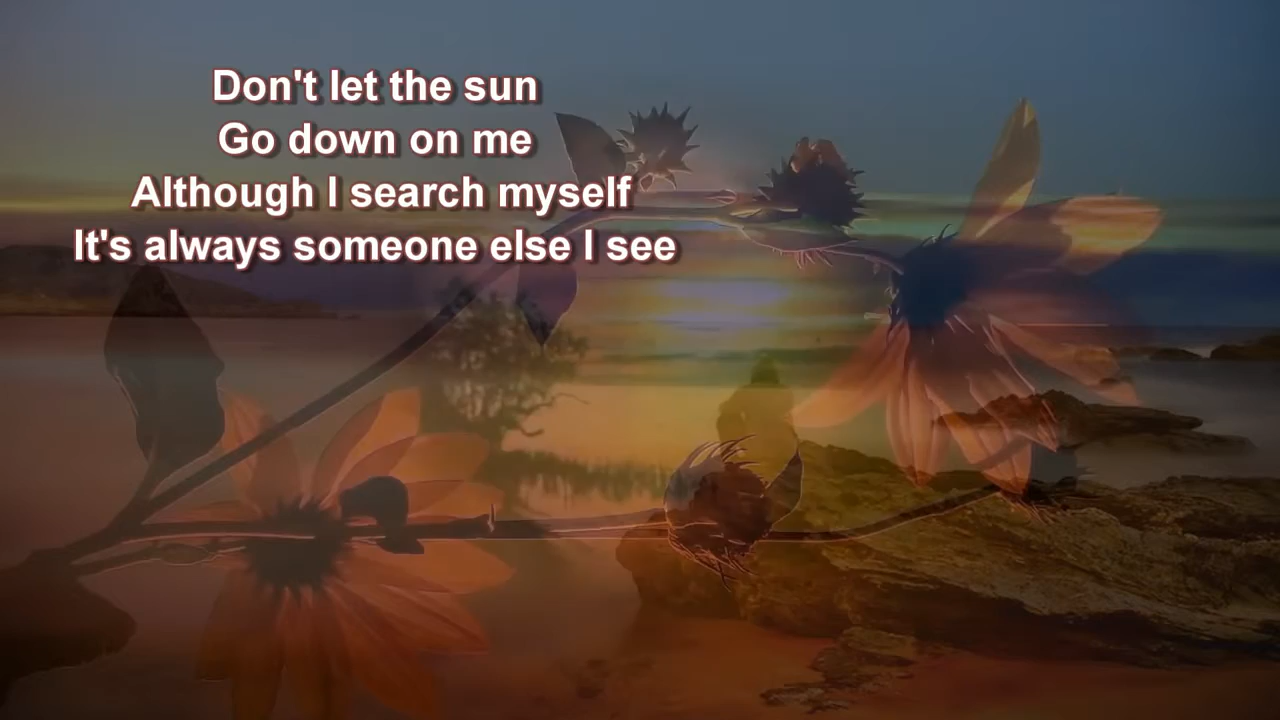 Don't let the sun
Go down on me
Although I search myself
It's always someone else I see